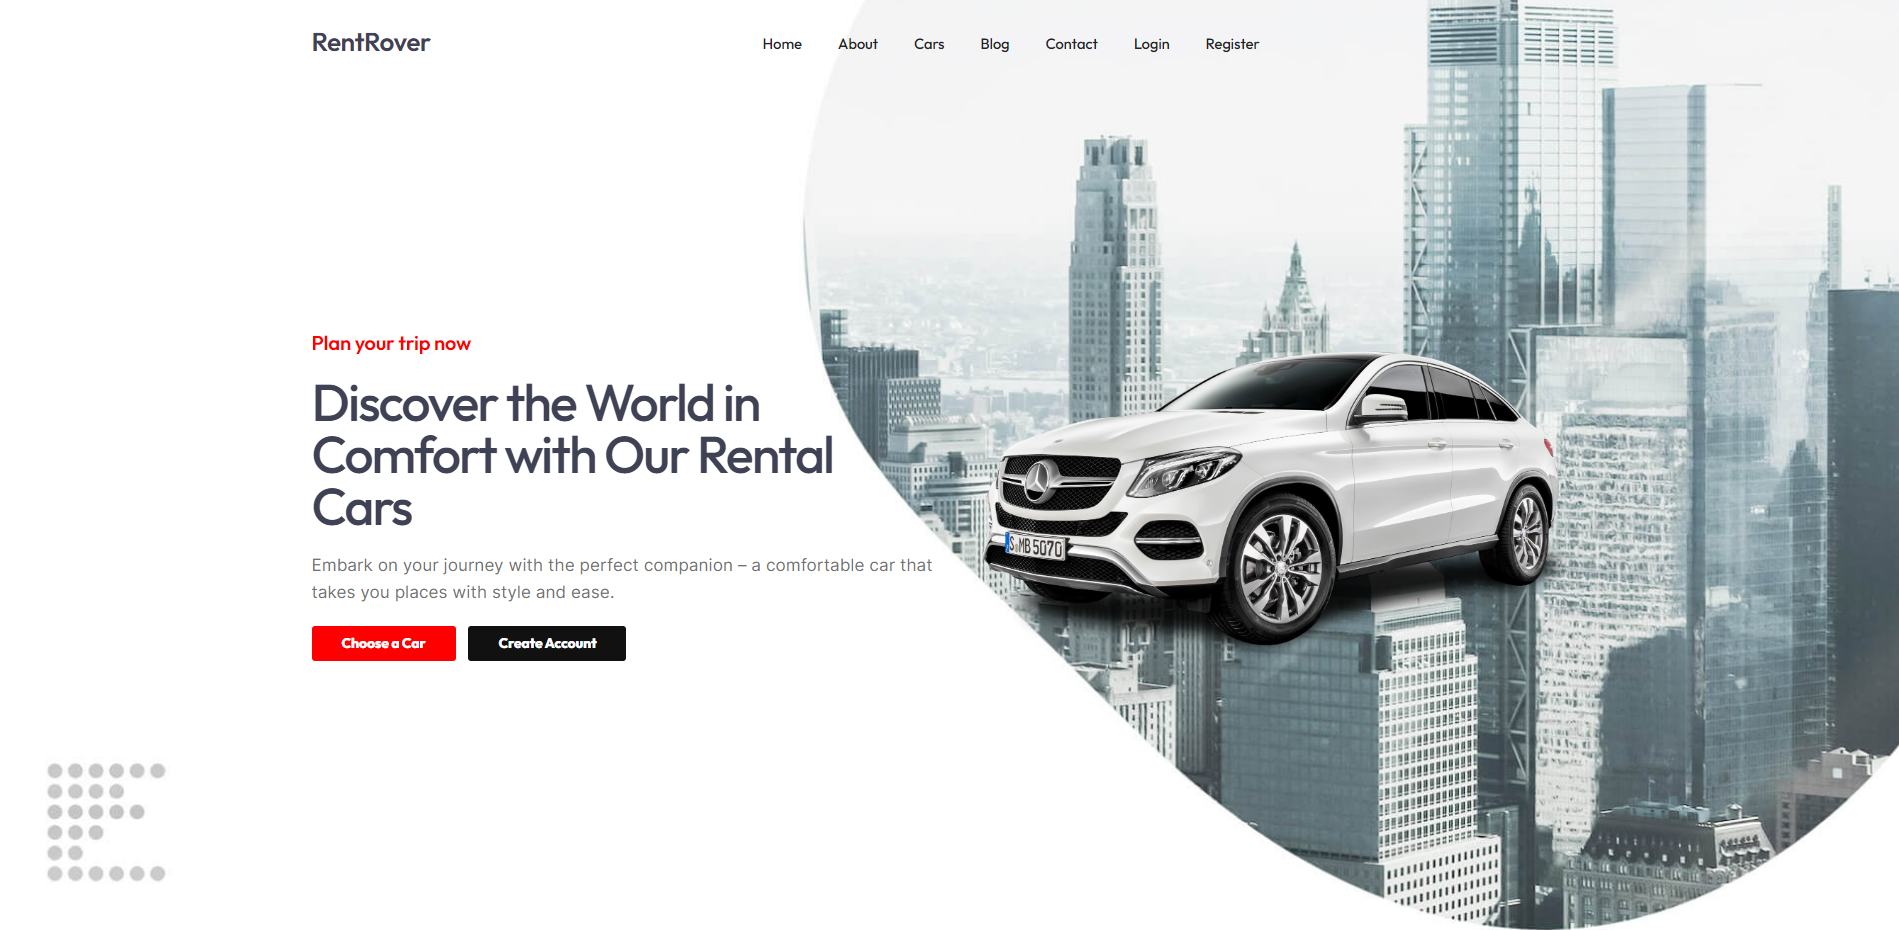 RentRover
Home About Cars Blog Contact Login Register
Plan your trip now
Discover the World in
Comfort with Our Rental
Cars
Embark on your journey with the perfect companion – a comfortable car that
takes you places with style and ease.
Choose a Car Create Account
S MB 5070